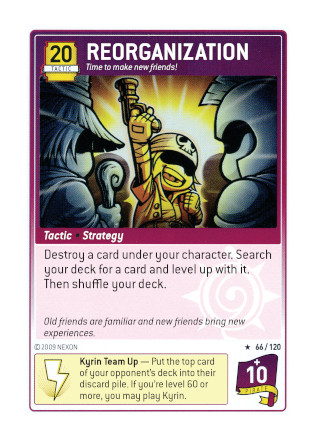 20
TACTIC
REORGANIZATION
Time to make new friends!
Tactic • Strategy
Destroy a card under your character. Search
your deck for a card and level up with it.
Then shuffle your deck.
Old friends are familiar and new friends bring new
experiences.
© 2009 NEXON
★ 66 / 120
Kyrin Team Up — Put the top card
of your opponent's deck into their
discard pile. If you're level 60 or
more, you may play Kyrin.
+
10
PIRATE